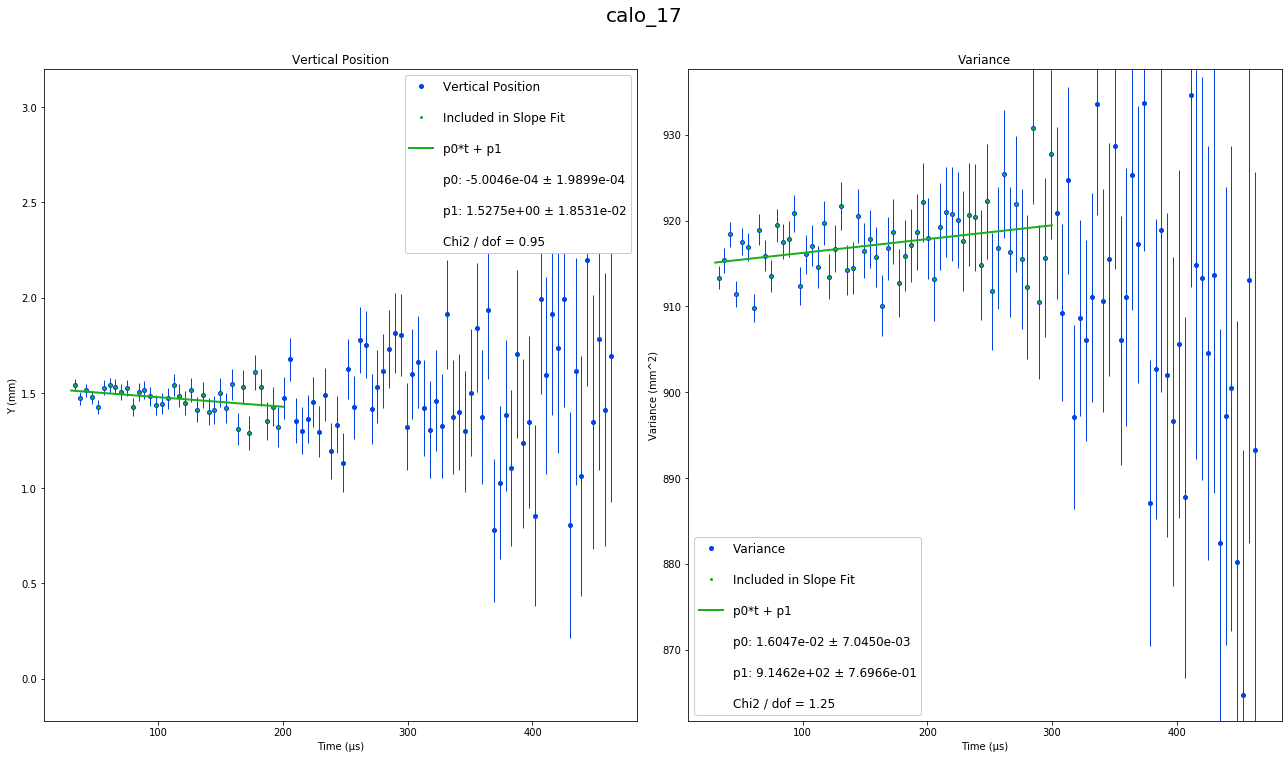 calo_17
Vertical Position
3.0
2.5
2.0
1.5
1.0
0.5
0.0
Y (mm)
100
200
300
400
Time (μs)
Vertical Position
Included in Slope Fit
p0*t + p1
p0: -5.0046e-04 ± 1.9899e-04
p1: 1.5275e+00 ± 1.8531e-02
Chi2 / dof = 0.95
Variance
930
920
910
900
890
880
870
Variance (mm^2)
100
200
300
400
Time (μs)
Variance
Included in Slope Fit
p0*t + p1
p0: 1.6047e-02 ± 7.0450e-03
p1: 9.1462e+02 ± 7.6966e-01
Chi2 / dof = 1.25